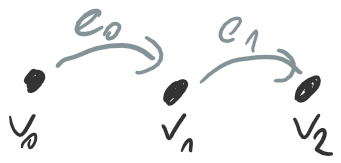 e₀ e₁
v₀ v₁ v₂